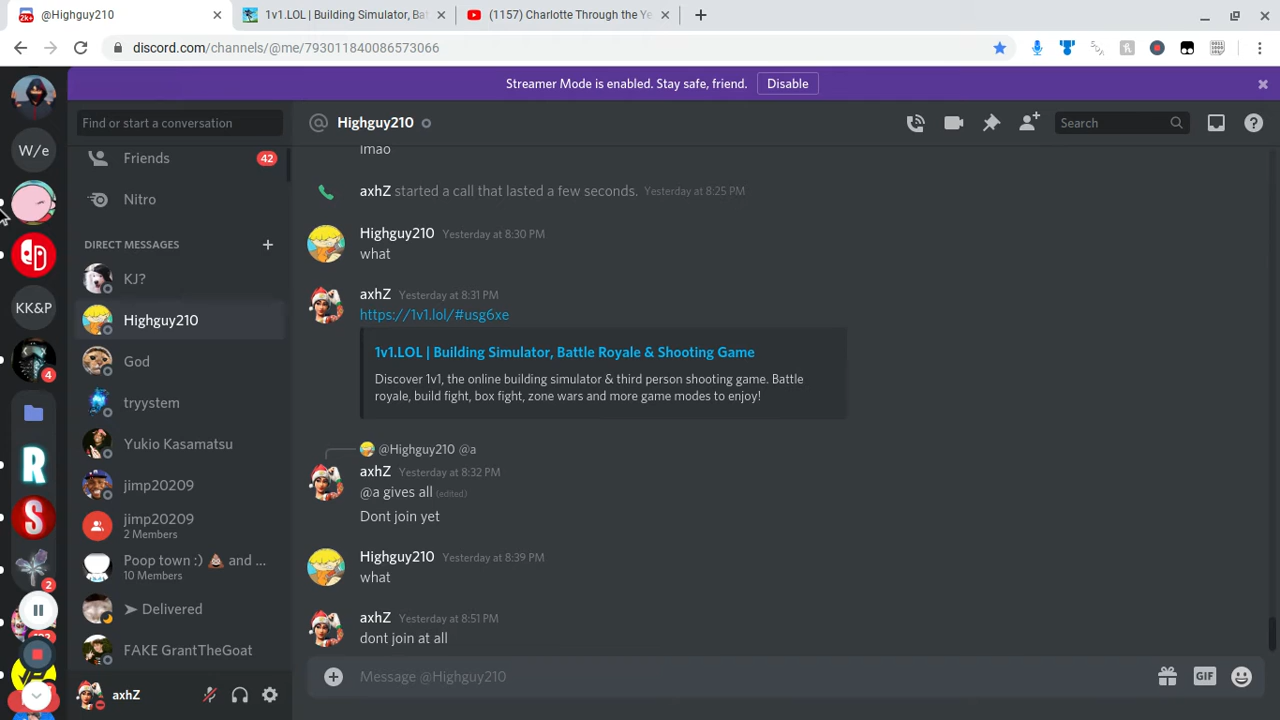 @Highguy210
1v1.LOL | Building Simulator, Bat
(1157) Charlotte Through the Ye
discord.com/channels/@me/793011840086573066
Streamer Mode is enabled. Stay safe, friend.
Disable
Find or start a conversation
@ Highguy210
Search
W/e
Friends
42
Nitro
DIRECT MESSAGES
KJ?
Highguy210
God
tryystem
Yukio Kasamatsu
jimp20209
jimp20209
2 Members
Poop town :) 💩 and ...
10 Members
➤ Delivered
FAKE GrantTheGoat
axhZ
KK&P
4
R
S
2
lmao
axhZ started a call that lasted a few seconds. Yesterday at 8:25 PM
Highguy210 Yesterday at 8:30 PM
what
axhZ Yesterday at 8:31 PM
https://1v1.lol/#usg6xe
1v1.LOL | Building Simulator, Battle Royale & Shooting Game
Discover 1v1, the online building simulator & third person shooting game. Battle
royale, build fight, box fight, zone wars and more game modes to enjoy!
@Highguy210 @a
axhZ Yesterday at 8:32 PM
@a gives all (edited)
Dont join yet
Highguy210 Yesterday at 8:39 PM
what
axhZ Yesterday at 8:51 PM
dont join at all
Message @Highguy210
GIF